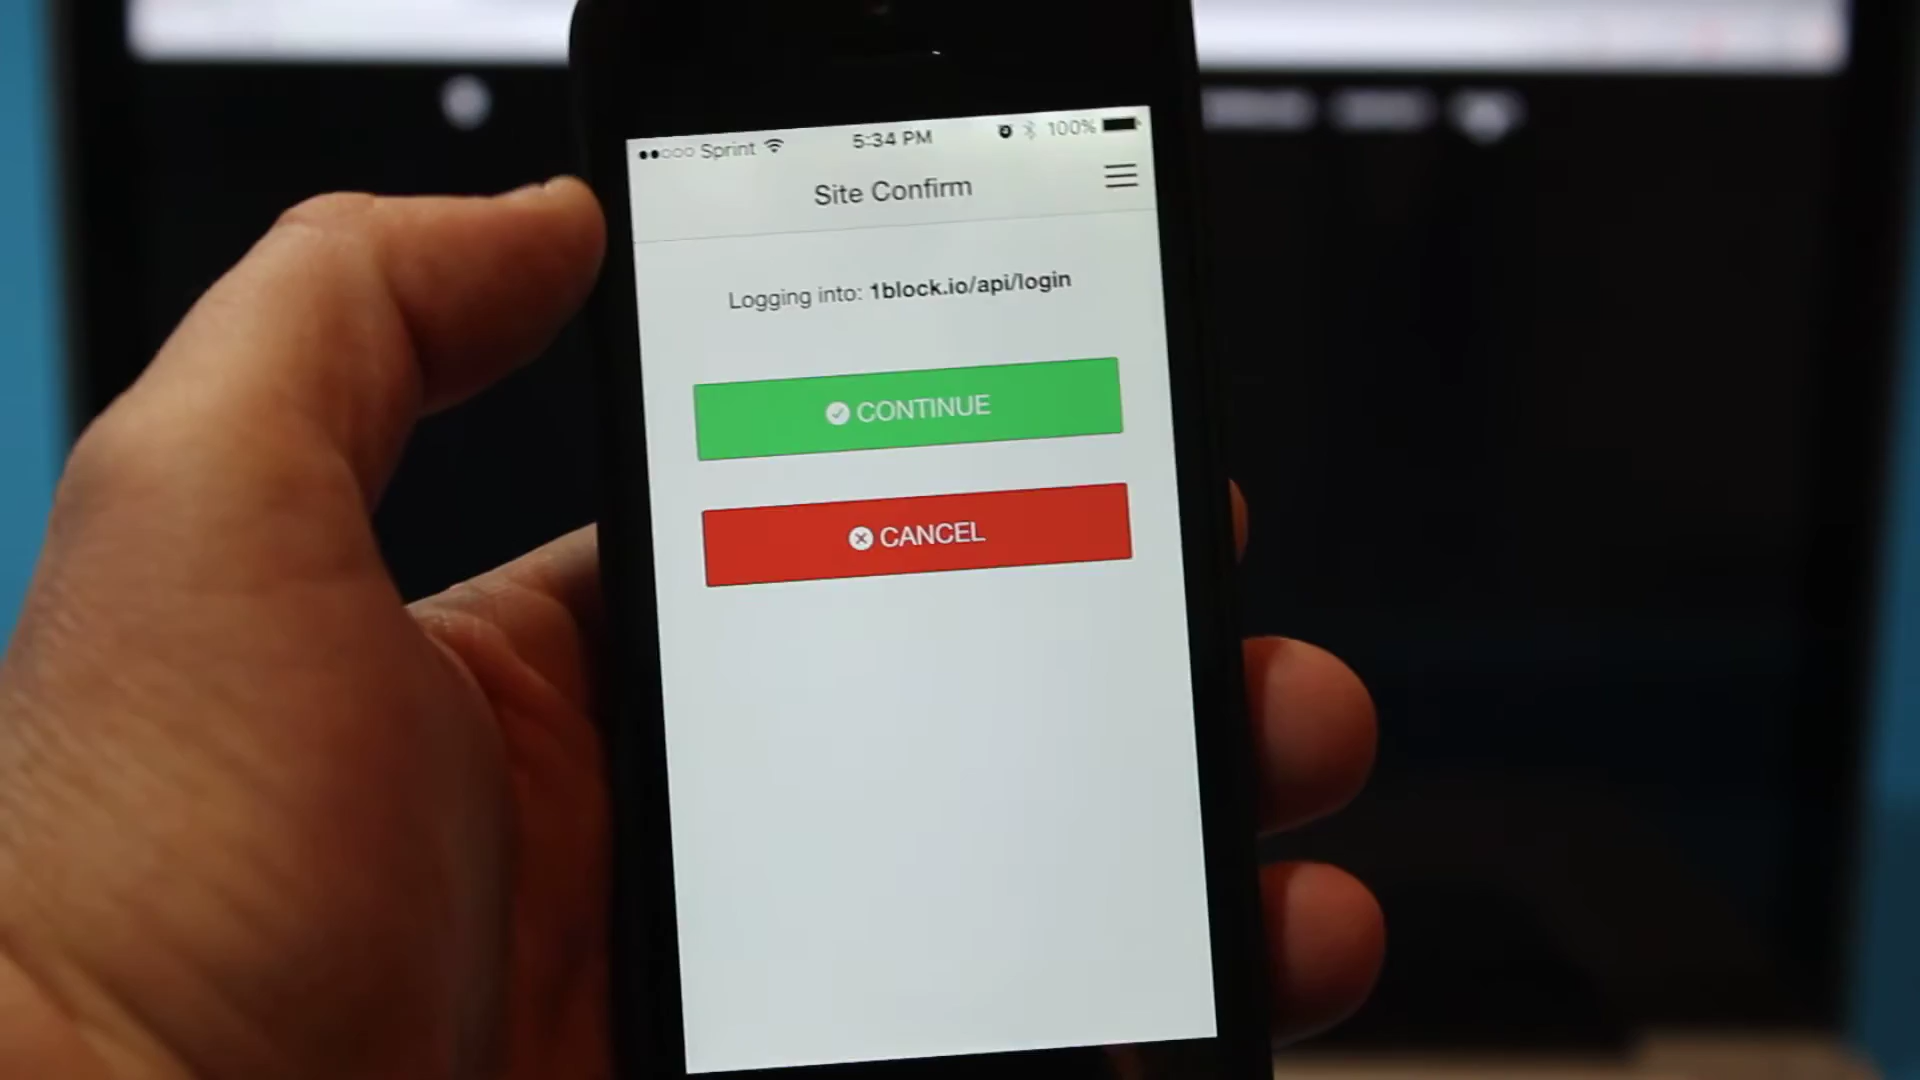 Sprint 5:34 PM 100%
Site Confirm
Logging into: 1block.io/api/login
CONTINUE
CANCEL